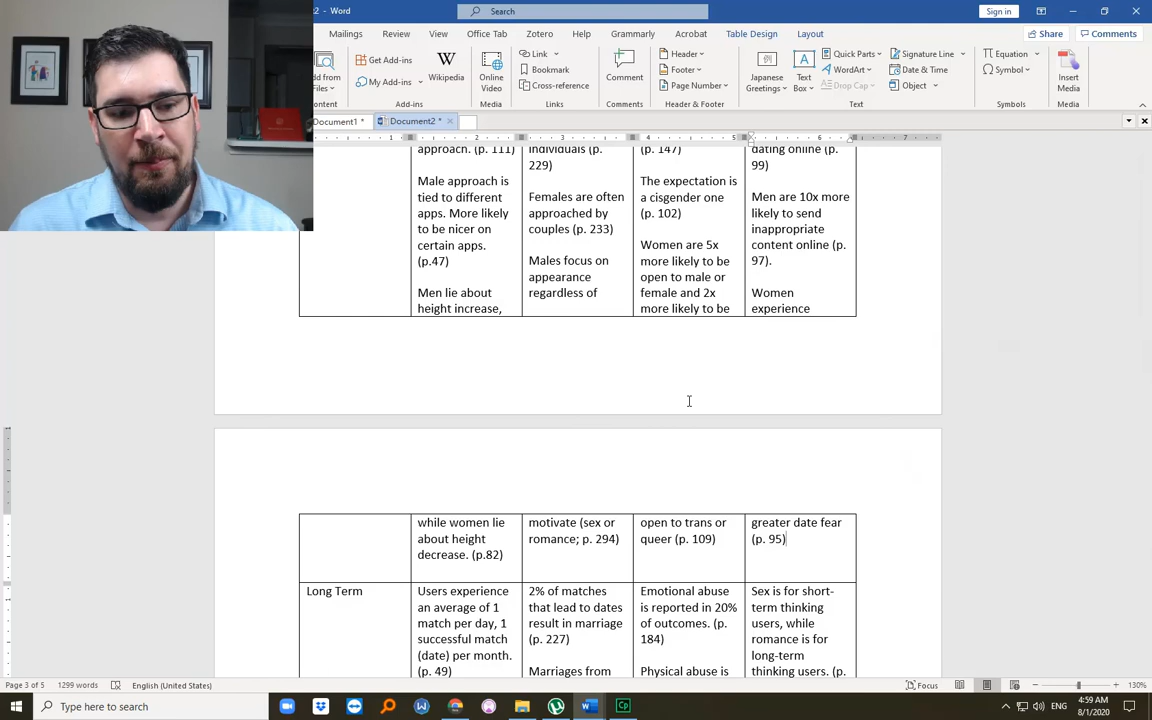 2 - Word
Search
Sign in
Mailings Review View Office Tab Zotero Help Grammarly Acrobat Table Design Layout
Share Comments
dd from
Files
ontent
Get Add-ins
My Add-ins
Add-ins
Wikipedia
Online
Video
Media
Link
Bookmark
Cross-reference
Links
Comment
Comments
Header
Footer
Page Number
Header & Footer
Japanese
Greetings
Text
Box
Quick Parts
WordArt
Drop Cap
Signature Line
Date & Time
Object
Text
Equation
Symbol
Symbols
Insert
Media
Media
Document1 * Document2 *
1 2 3 4 5 6 7
approach. (p. 111)
Male approach is
tied to different
apps. More likely
to be nicer on
certain apps.
(p.47)
Men lie about
height increase,
individuals (p.
229)
Females are often
approached by
couples (p. 233)
Males focus on
appearance
regardless of
(p. 147)
The expectation is
a cisgender one
(p. 102)
Women are 5x
more likely to be
open to male or
female and 2x
more likely to be
dating online (p.
99)
Men are 10x more
likely to send
inappropriate
content online (p.
97).
Women
experience
while women lie
about height
decrease. (p.82)
motivate (sex or
romance; p. 294)
open to trans or
queer (p. 109)
greater date fear
(p. 95)
Long Term
Users experience
an average of 1
match per day, 1
successful match
(date) per month.
(p. 49)
2% of matches
that lead to dates
result in marriage
(p. 227)
Marriages from
Emotional abuse
is reported in 20%
of outcomes. (p.
184)
Physical abuse is
Sex is for short-
term thinking
users, while
romance is for
long-term
thinking users. (p.
Page 3 of 5 1299 words English (United States) Focus 130%
Type here to search
ENG
4:59 AM
8/1/2020